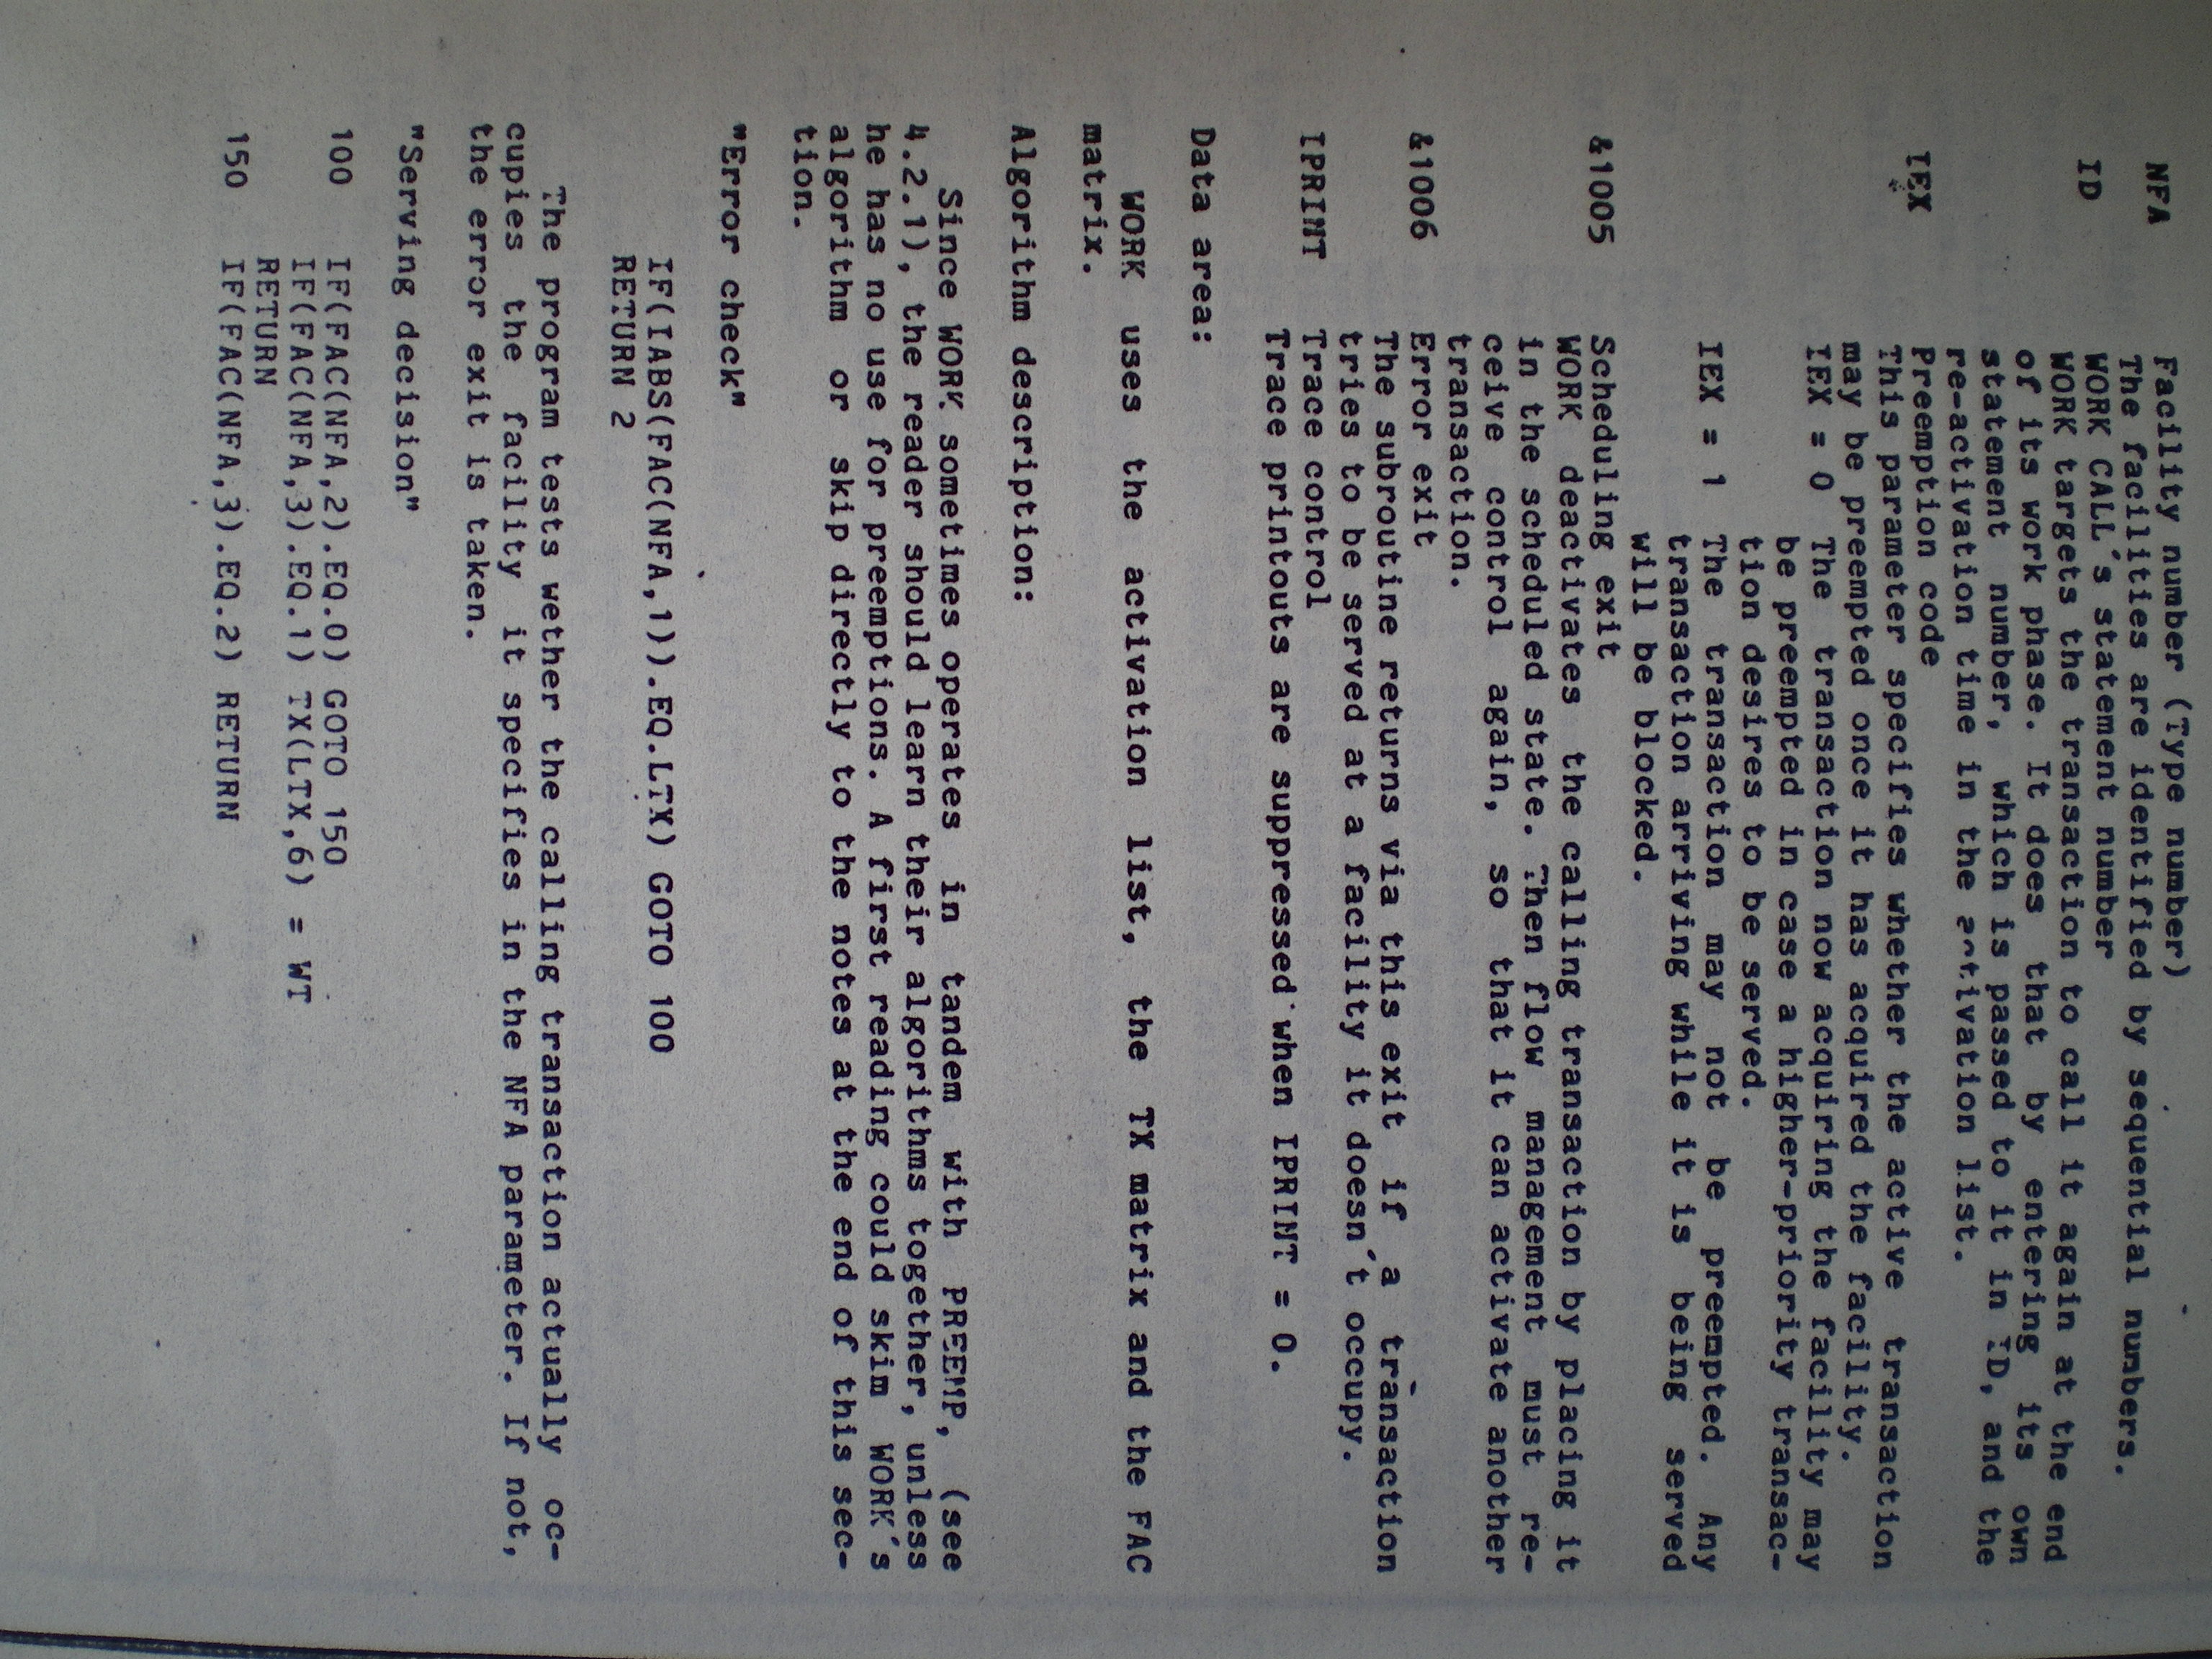 NFA Facility number (Type number)
The facilities are identified by sequential numbers.
ID WORK CALL´s statement number
WORK targets the transaction to call it again at the end
of its work phase. It does that by entering its own
statement number, which is passed to it in ID, and the
re-activation time in the activation list.
IEX Preemption code
This parameter specifies whether the active transaction
may be preempted once it has acquired the facility.
IEX = 0 The transaction now acquiring the facility may
be preempted in case a higher-priority transac-
tion desires to be served.
IEX = 1 The transaction may not be preempted. Any
transaction arriving while it is being served
will be blocked.
&1005 Scheduling exit
WORK deactivates the calling transaction by placing it
in the scheduled state. Then flow management must re-
ceive control again, so that it can activate another
transaction.
&1006 Error exit
The subroutine returns via this exit if a transaction
tries to be served at a facility it doesn´t occupy.
IPRINT Trace control
Trace printouts are suppressed when IPRINT = 0.
Data area:
WORK uses the activation list, the TX matrix and the FAC
matrix.
Algorithm description:
Since WORK sometimes operates in tandem with PREEMP, (see
4.2.1), the reader should learn their algorithms together, unless
he has no use for preemptions. A first reading could skim WORK´s
algorithm or skip directly to the notes at the end of this sec-
tion.
"Error check"
IF(IABS(FAC(NFA,1)).EQ.LTX) GOTO 100
RETURN 2
The program tests wether the calling transaction actually oc-
cupies the facility it specifies in the NFA parameter. If not,
the error exit is taken.
"Serving decision"
100 IF(FAC(NFA,2).EQ.0) GOTO 150
IF(FAC(NFA,3).EQ.1) TX(LTX,6) = WT
RETURN
150 IF(FAC(NFA,3).EQ.2) RETURN